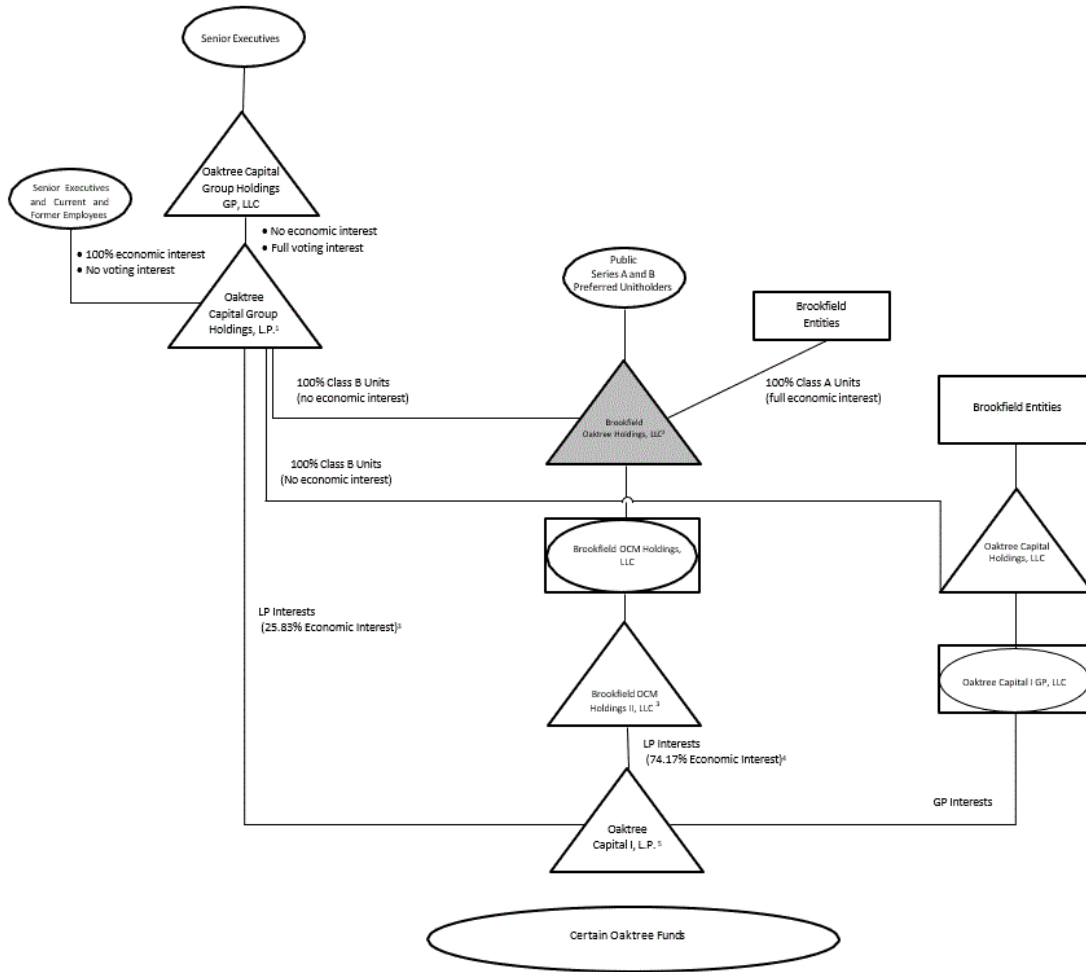 Senior Executives
Oaktree Capital
Group Holdings
GP, LLC
Senior Executives
and Current and
Former Employees
• No economic interest
• Full voting interest
• 100% economic interest
• No voting interest
Oaktree
Capital Group
Holdings, L.P.¹
Public
Series A and B
Preferred Unitholders
Brookfield
Entities
100% Class B Units
(no economic interest)
100% Class A Units
(full economic interest)
Brookfield
Oaktree Holdings, LLC
Brookfield Entities
100% Class B Units
(No economic interest)
Brookfield OCM Holdings,
LLC
Oaktree Capital
Holdings, LLC
LP Interests
(25.83% Economic Interest)
Brookfield OCM
Holdings II, LLC ³
Oaktree Capital I GP, LLC
LP Interests
(74.17% Economic Interest)⁴
GP Interests
Oaktree
Capital I, L.P. ⁵
Certain Oaktree Funds